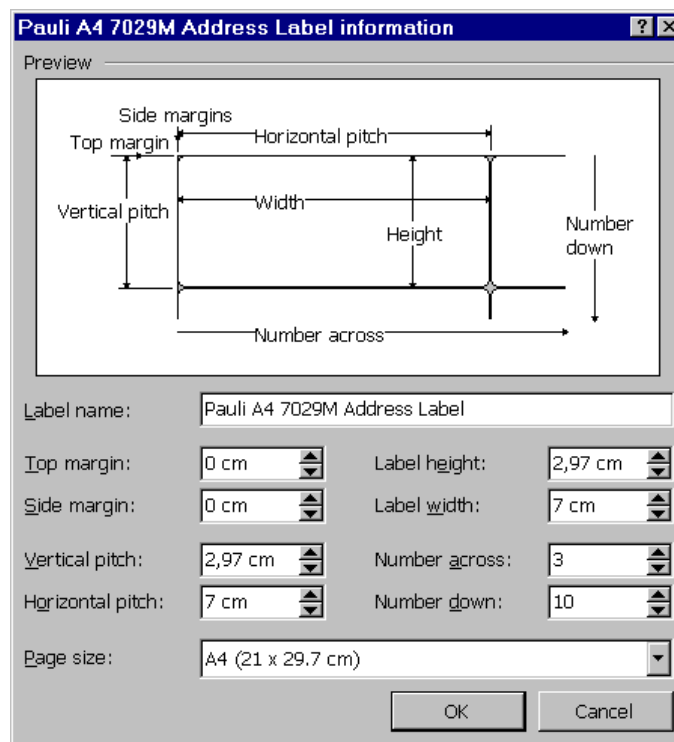 Pauli A4 7029M Address Label information
Preview
Side margins
Top margin
Horizontal pitch
Vertical pitch
Width
Height
Number down
Number across
Label name: Pauli A4 7029M Address Label
Top margin: 0 cm Label height: 2,97 cm
Side margin: 0 cm Label width: 7 cm
Vertical pitch: 2,97 cm Number across: 3
Horizontal pitch: 7 cm Number down: 10
Page size: A4 (21 x 29.7 cm)
OK Cancel